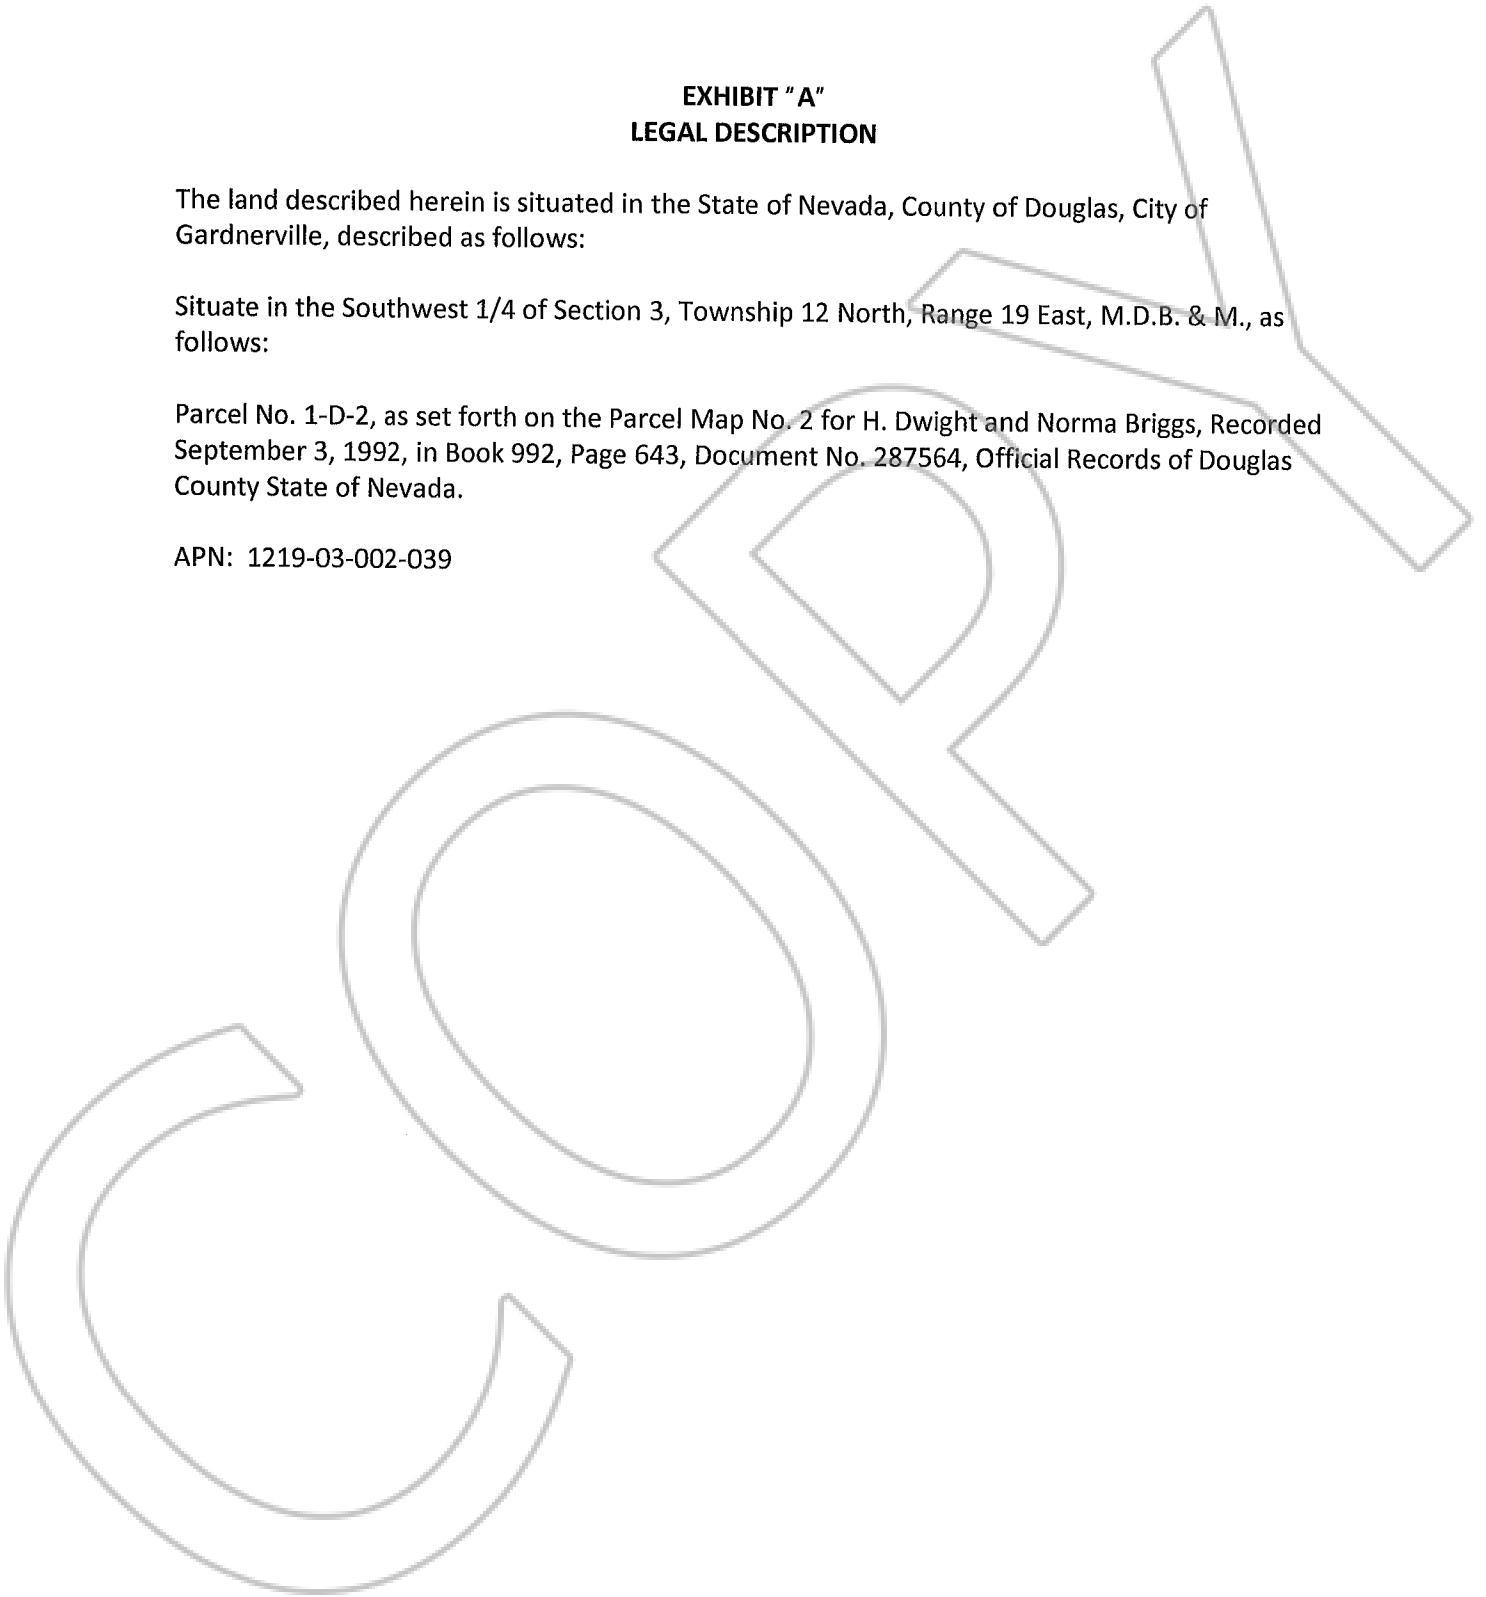 EXHIBIT "A"
LEGAL DESCRIPTION
The land described herein is situated in the State of Nevada, County of Douglas, City of
Gardnerville, described as follows:
Situate in the Southwest 1/4 of Section 3, Township 12 North, Range 19 East, M.D.B. & M., as
follows:
Parcel No. 1-D-2, as set forth on the Parcel Map No. 2 for H. Dwight and Norma Briggs, Recorded
September 3, 1992, in Book 992, Page 643, Document No. 287564, Official Records of Douglas
County State of Nevada.
APN:  1219-03-002-039
COPY